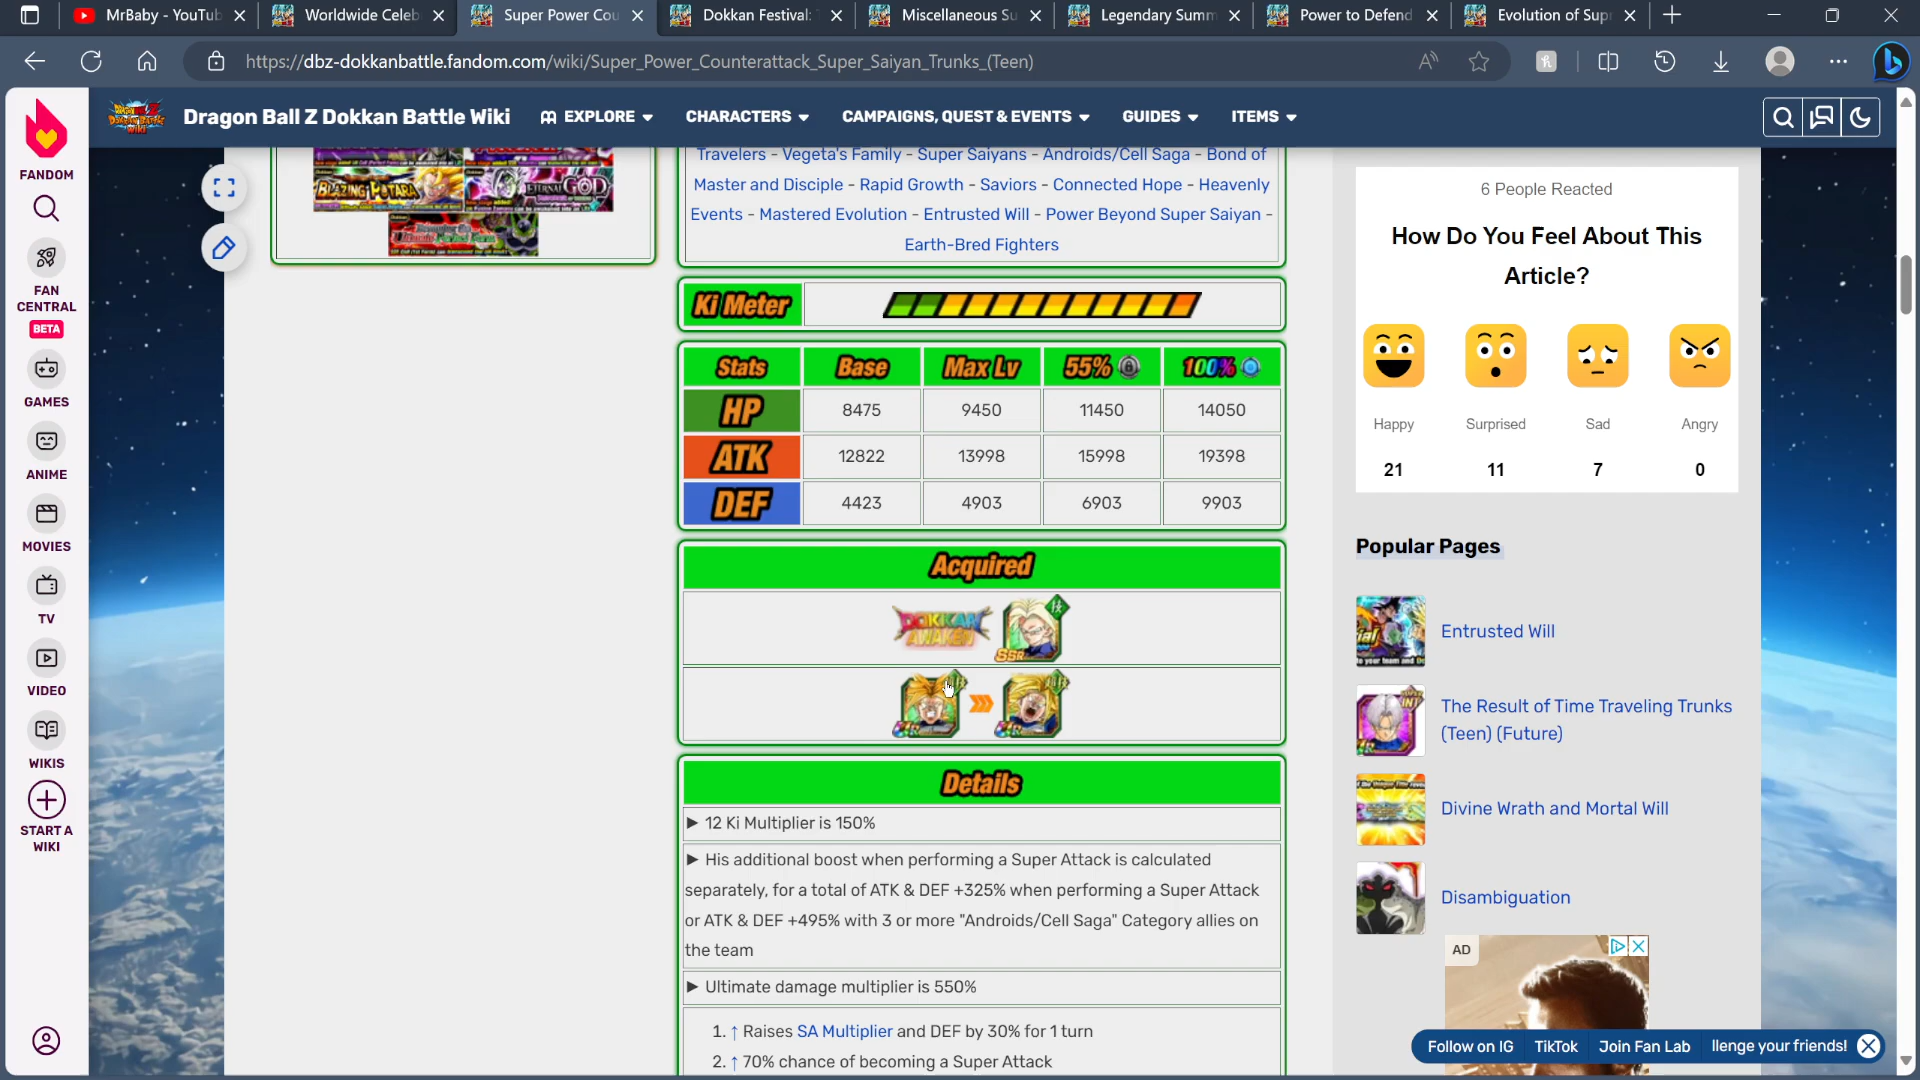 MrBaby - YouTub
Worldwide Celeb
Super Power Cou
Dokkan Festival:
Miscellaneous Su
Legendary Summ
Power to Defend
Evolution of Supr
https://dbz-dokkanbattle.fandom.com/wiki/Super_Power_Counterattack_Super_Saiyan_Trunks_(Teen)
Dragon Ball Z Dokkan Battle Wiki
EXPLORE
CHARACTERS
CAMPAIGNS, QUEST & EVENTS
GUIDES
ITEMS
FANDOM
FAN CENTRAL
BETA
GAMES
ANIME
MOVIES
TV
VIDEO
WIKIS
START A WIKI
BLAZING POTARA
ETERNAL GOD
Travelers - Vegeta's Family - Super Saiyans - Androids/Cell Saga - Bond of
Master and Disciple - Rapid Growth - Saviors - Connected Hope - Heavenly
Events - Mastered Evolution - Entrusted Will - Power Beyond Super Saiyan -
Earth-Bred Fighters
Ki Meter
Stats Base Max Lv 55% 100%
HP 8475 9450 11450 14050
ATK 12822 13998 15998 19398
DEF 4423 4903 6903 9903
Acquired
DOKKAN AWAKEN
SSR
Details
► 12 Ki Multiplier is 150%
► His additional boost when performing a Super Attack is calculated
separately, for a total of ATK & DEF +325% when performing a Super Attack
or ATK & DEF +495% with 3 or more "Androids/Cell Saga" Category allies on
the team
► Ultimate damage multiplier is 550%
1. ↑ Raises SA Multiplier and DEF by 30% for 1 turn
2. ↑ 70% chance of becoming a Super Attack
6 People Reacted
How Do You Feel About This
Article?
Happy Surprised Sad Angry
21 11 7 0
Popular Pages
Entrusted Will
The Result of Time Traveling Trunks
(Teen) (Future)
Divine Wrath and Mortal Will
Disambiguation
AD
Follow on IG TikTok Join Fan Lab llenge your friends!